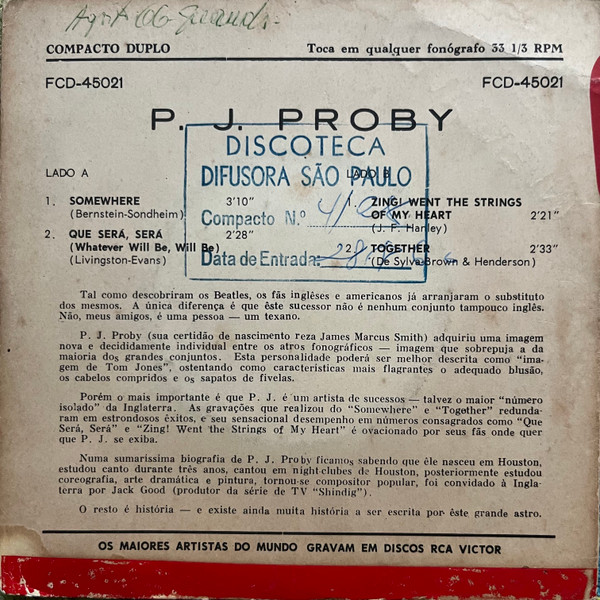 COMPACTO DUPLO Toca em qualquer fonógrafo 33 1/3 RPM
FCD-45021 FCD-45021
P. J. PROBY
DISCOTECA
DIFUSORA SÃO PAULO
Compacto N.º
Data de Entrada:
LADO A
1. SOMEWHERE 3'10"
(Bernstein-Sondheim)
2. QUE SERÁ, SERÁ 2'28"
(Whatever Will Be, Will Be)
(Livingston-Evans)
LADO B
1. ZING! WENT THE STRINGS
OF MY HEART 2'21"
(J. F. Hanley)
2. TOGETHER 2'33"
(De Sylva-Brown & Henderson)
Tal como descobriram os Beatles, os fãs inglêses e americanos já arranjaram o substituto
dos mesmos. A única diferença é que êste sucessor não é nenhum conjunto tampouco inglês.
Não, meus amigos, é uma pessoa — um texano.
P. J. Proby (sua certidão de nascimento reza James Marcus Smith) adquiriu uma imagem
nova e decididamente individual entre os atros fonográficos — imagem que sobrepuja a da
maioria dos grandes conjuntos. Esta personalidade poderá ser melhor descrita como "ima-
gem de Tom Jones", ostentando como características mais flagrantes o adequado blusão,
os cabelos compridos e os sapatos de fivelas.
Porém o mais importante é que P. J. é um artista de sucessos — talvez o maior "número
isolado" da Inglaterra. As gravações que realizou do "Somewhere" e "Together" redunda-
ram em estrondosos êxitos, e seu sensacional desempenho em números consagrados como "Que
Será, Será" e "Zing! Went the Strings of My Heart" é ovacionado por seus fãs onde quer
que P. J. se exiba.
Numa sumaríssima biografia de P. J. Proby ficamos sabendo que êle nasceu em Houston,
estudou canto durante três anos, cantou em night-clubes de Houston, posteriormente estudou
coreografia, arte dramática e pintura, tornou-se compositor popular, foi convidado à Ingla-
terra por Jack Good (produtor da série de TV "Shindig").
O resto é história — e existe ainda muita história a ser escrita por êste grande astro.
OS MAIORES ARTISTAS DO MUNDO GRAVAM EM DISCOS RCA VICTOR